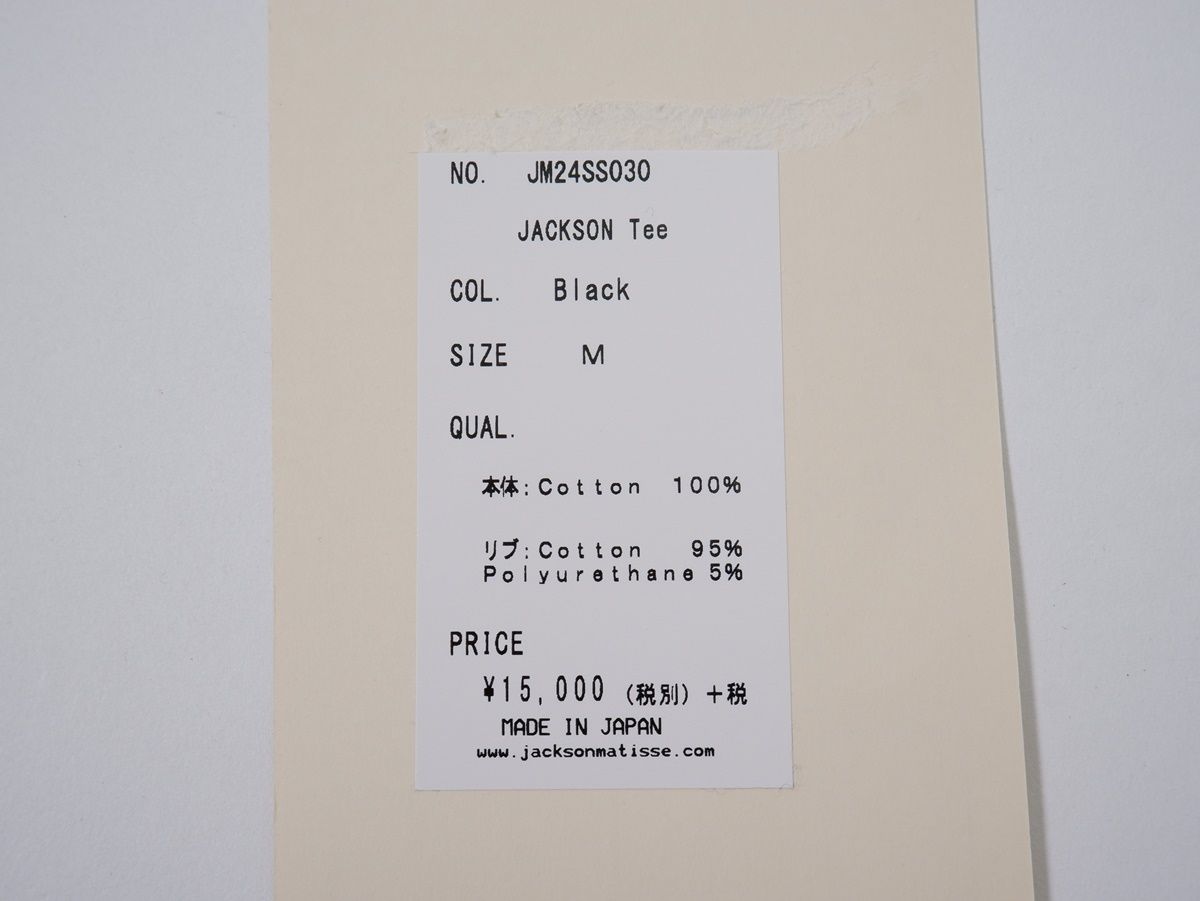 NO. JM24SS030
JACKSON Tee
COL. Black
SIZE M
QUAL.
本体:Cotton 100%
リブ:Cotton 95%
Polyurethane 5%
PRICE
¥15,000 (税別) +税
MADE IN JAPAN
www.jacksonmatisse.com